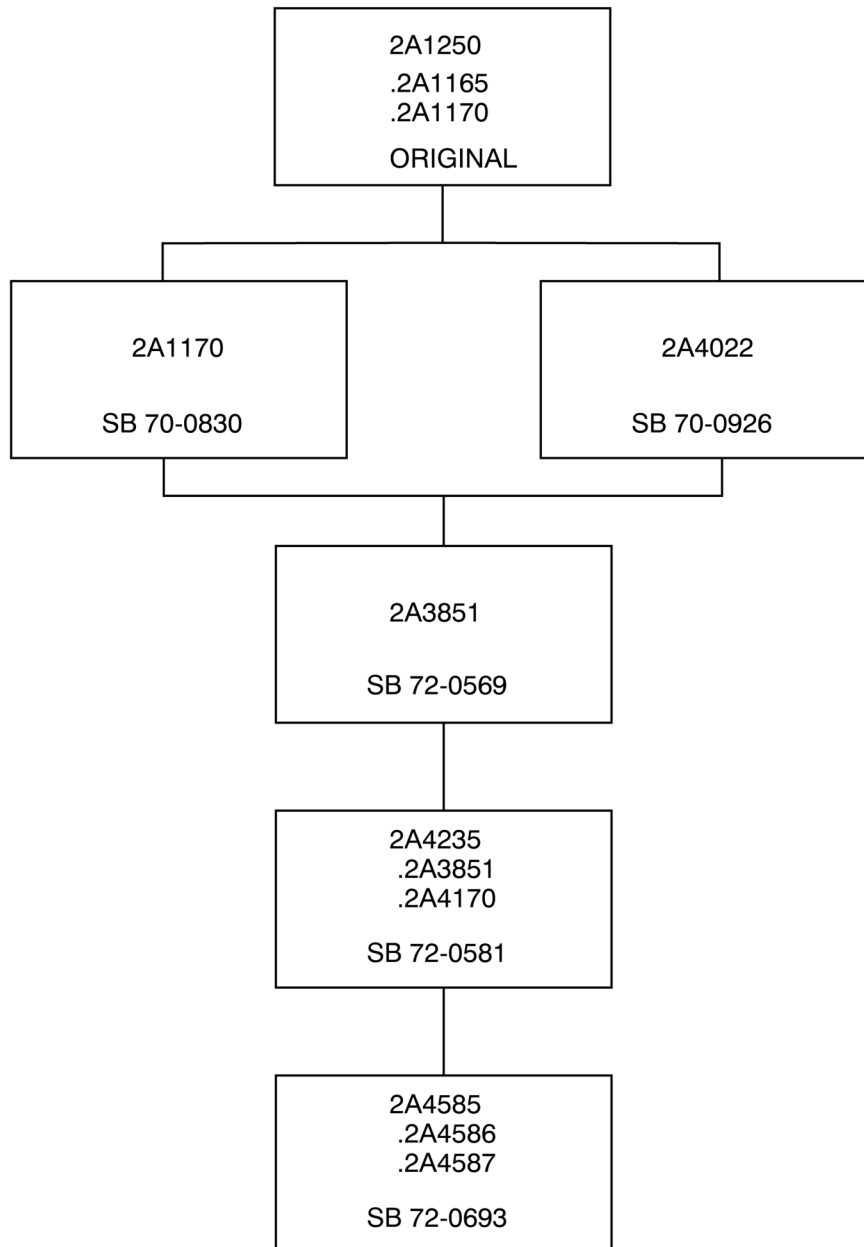 2A1250
.2A1165
.2A1170
ORIGINAL
2A1170
SB 70-0830
2A4022
SB 70-0926
2A3851
SB 72-0569
2A4235
.2A3851
.2A4170
SB 72-0581
2A4585
.2A4586
.2A4587
SB 72-0693